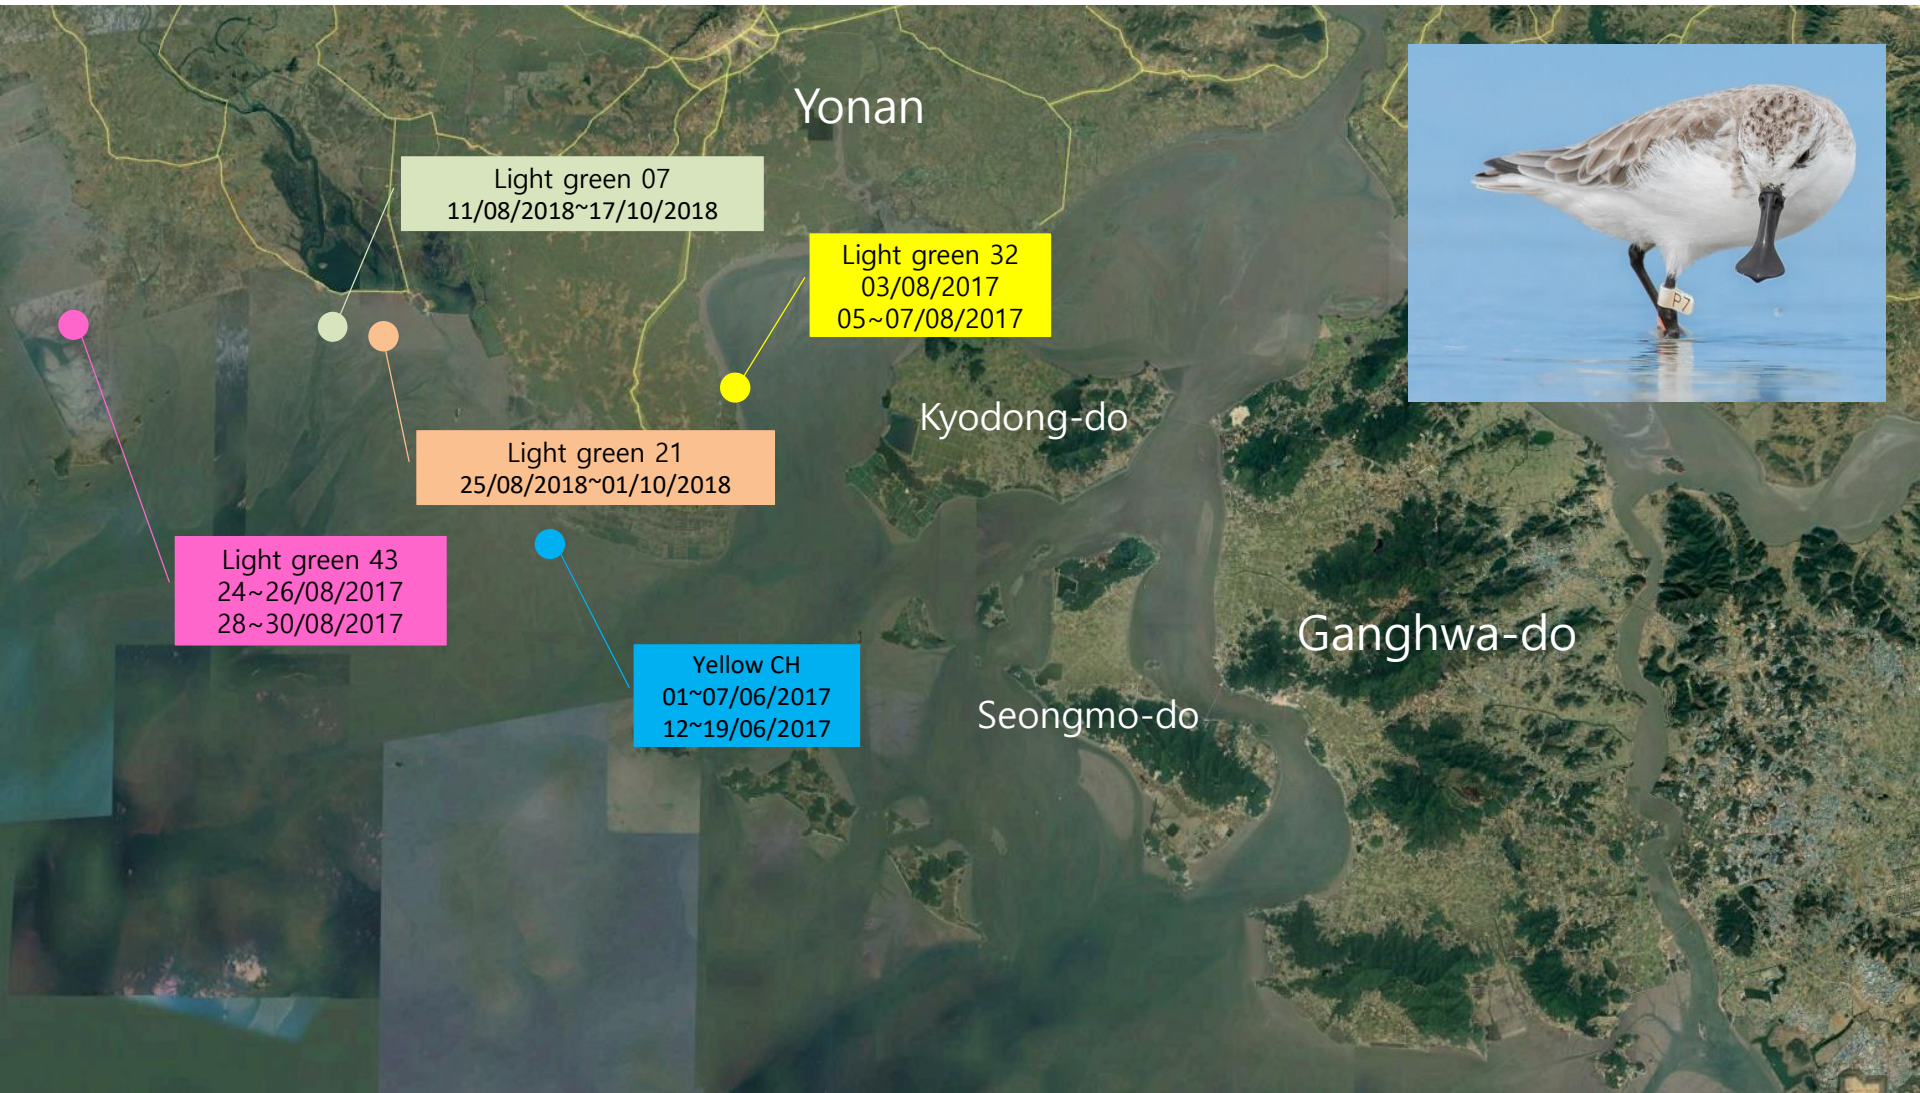 Yonan
Light green 07
11/08/2018~17/10/2018
Light green 32
03/08/2017
05~07/08/2017
P7
Kyodong-do
Light green 21
25/08/2018~01/10/2018
Light green 43
24~26/08/2017
28~30/08/2017
Ganghwa-do
Yellow CH
01~07/06/2017
12~19/06/2017
Seongmo-do